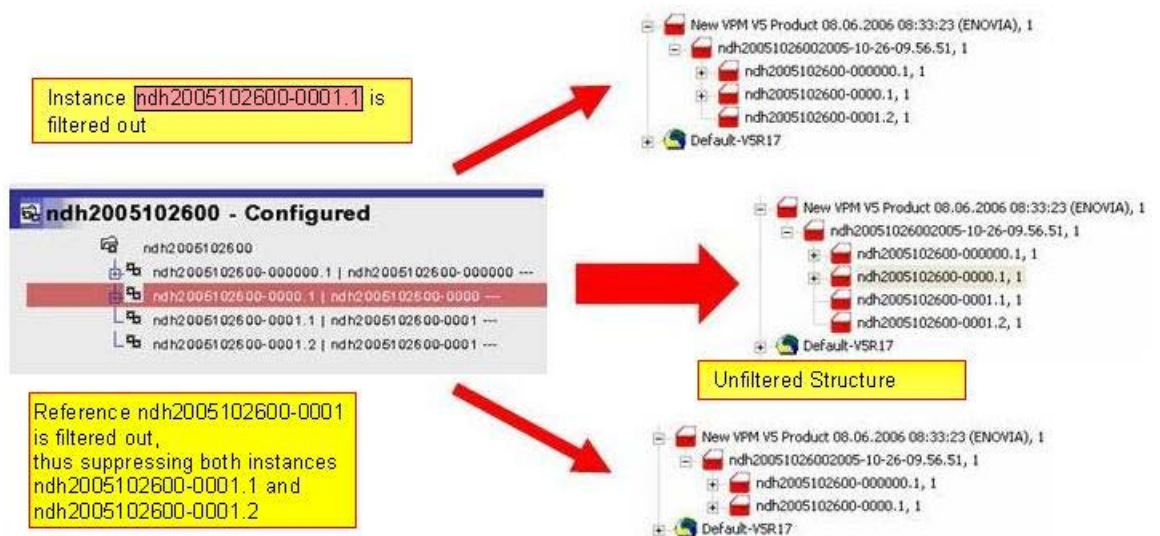 Instance ndh2005102600-0001.1 is
filtered out
New VPM V5 Product 08.06.2006 08:33:23 (ENOVIA), 1
ndh20051026002005-10-26-09.56.51, 1
ndh2005102600-000000.1, 1
ndh2005102600-0000.1, 1
ndh2005102600-0001.2, 1
Default-V5R17
ndh2005102600 - Configured
ndh2005102600
ndh2005102600-000000.1 | ndh2005102600-000000 ---
ndh2005102600-0000.1 | ndh2005102600-0000 ---
ndh2005102600-0001.1 | ndh2005102600-0001 ---
ndh2005102600-0001.2 | ndh2005102600-0001 ---
New VPM V5 Product 08.06.2006 08:33:23 (ENOVIA), 1
ndh20051026002005-10-26-09.56.51, 1
ndh2005102600-000000.1, 1
ndh2005102600-0000.1, 1
ndh2005102600-0001.1, 1
ndh2005102600-0001.2, 1
Default-V5R17
Unfiltered Structure
Reference ndh2005102600-0001
is filtered out,
thus suppressing both instances
ndh2005102600-0001.1 and
ndh2005102600-0001.2
New VPM V5 Product 08.06.2006 08:33:23 (ENOVIA), 1
ndh20051026002005-10-26-09.56.51, 1
ndh2005102600-000000.1, 1
ndh2005102600-0000.1, 1
Default-V5R17